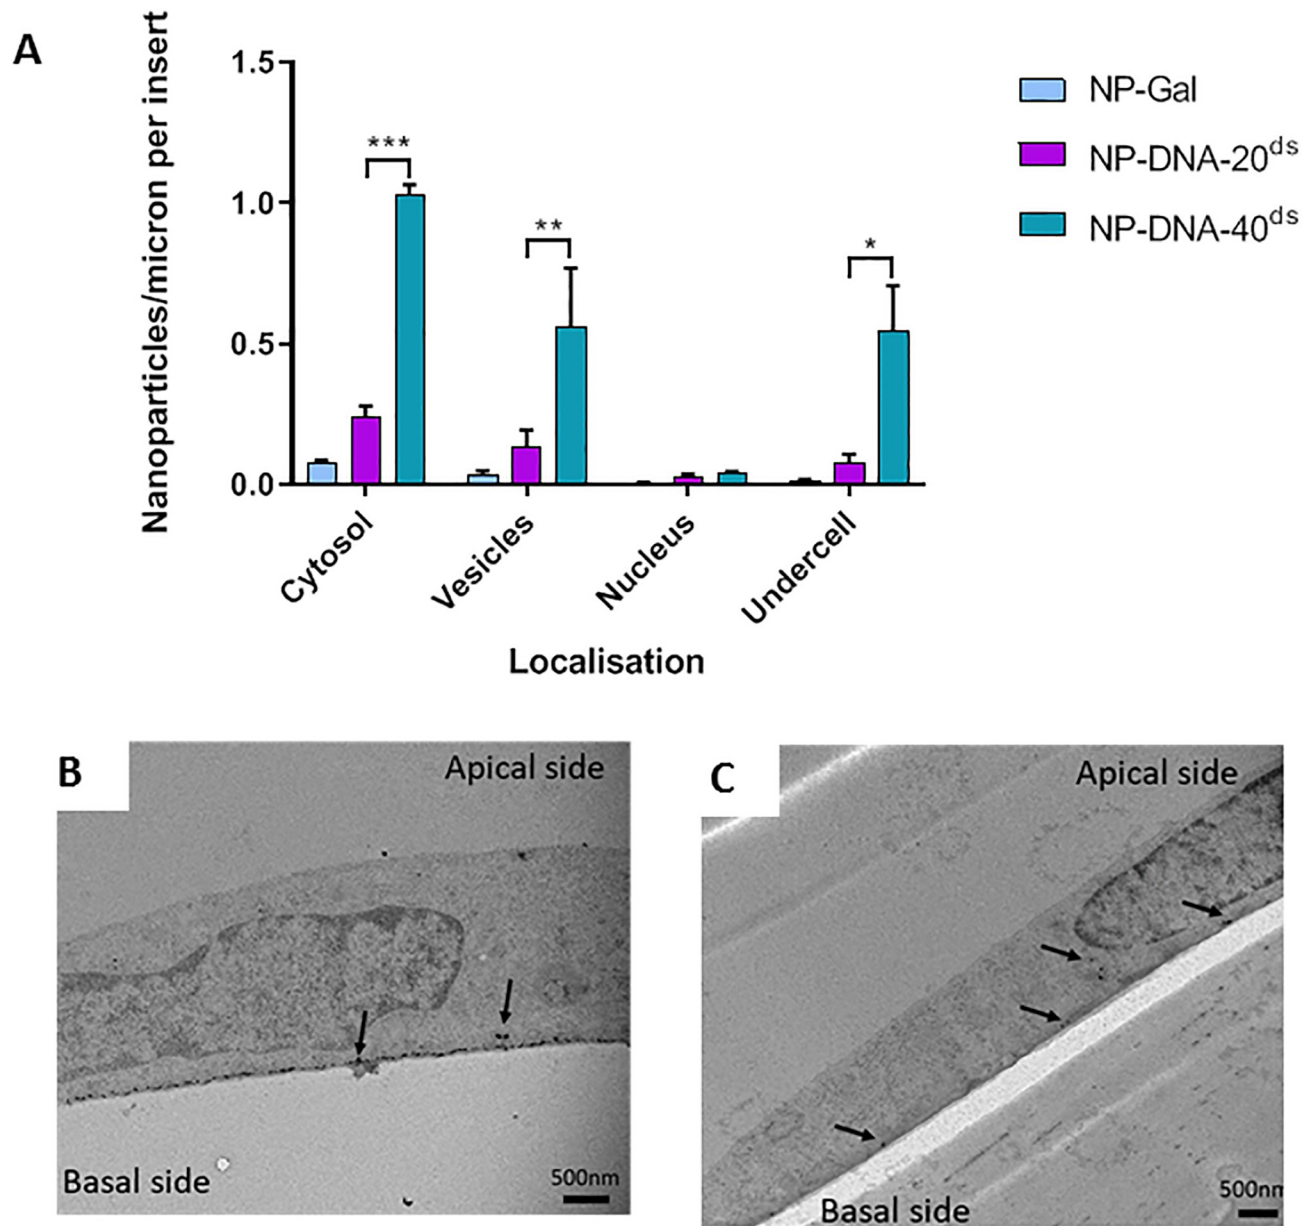 A
Nanoparticles/micron per insert
1.5
1.0
0.5
0.0
***
**
*
Cytosol
Vesicles
Nucleus
Undercell
Localisation
NP-Gal
NP-DNA-20ds
NP-DNA-40ds
B
Apical side
Basal side
500nm
C
Apical side
Basal side
500nm